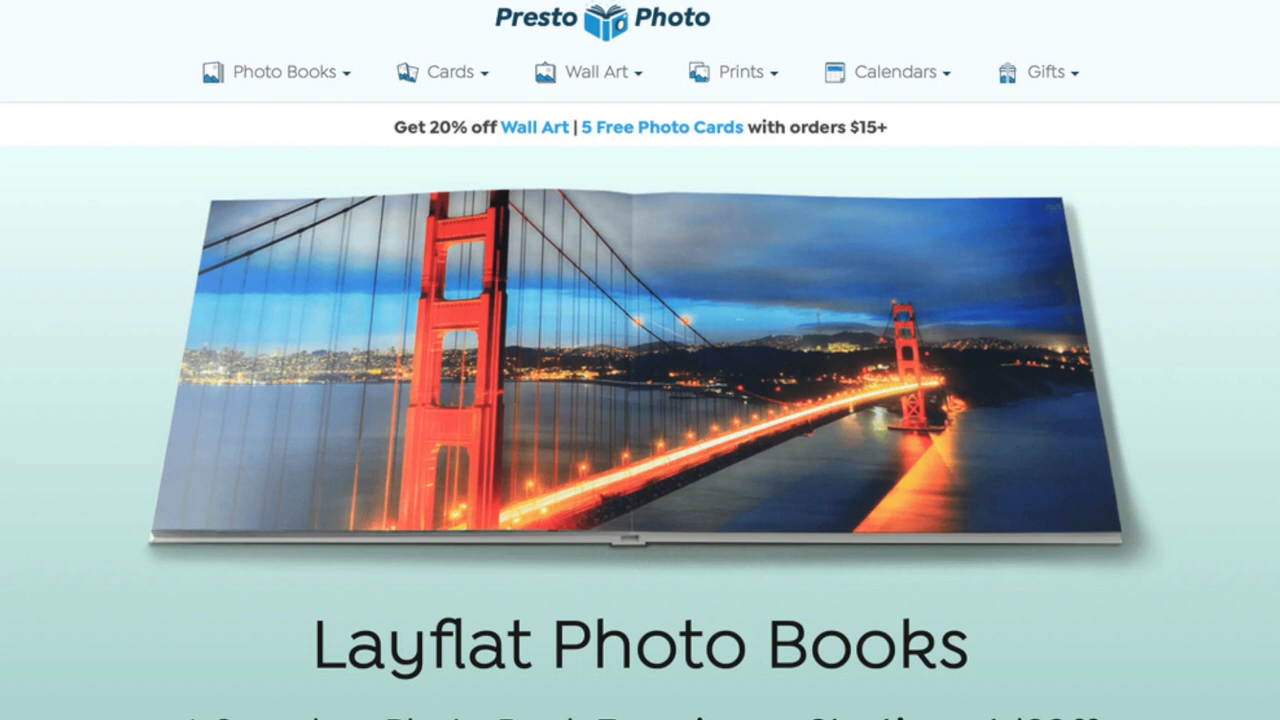 Presto Photo
Photo Books Cards Wall Art Prints Calendars Gifts
Get 20% off Wall Art | 5 Free Photo Cards with orders $15+
Layflat Photo Books